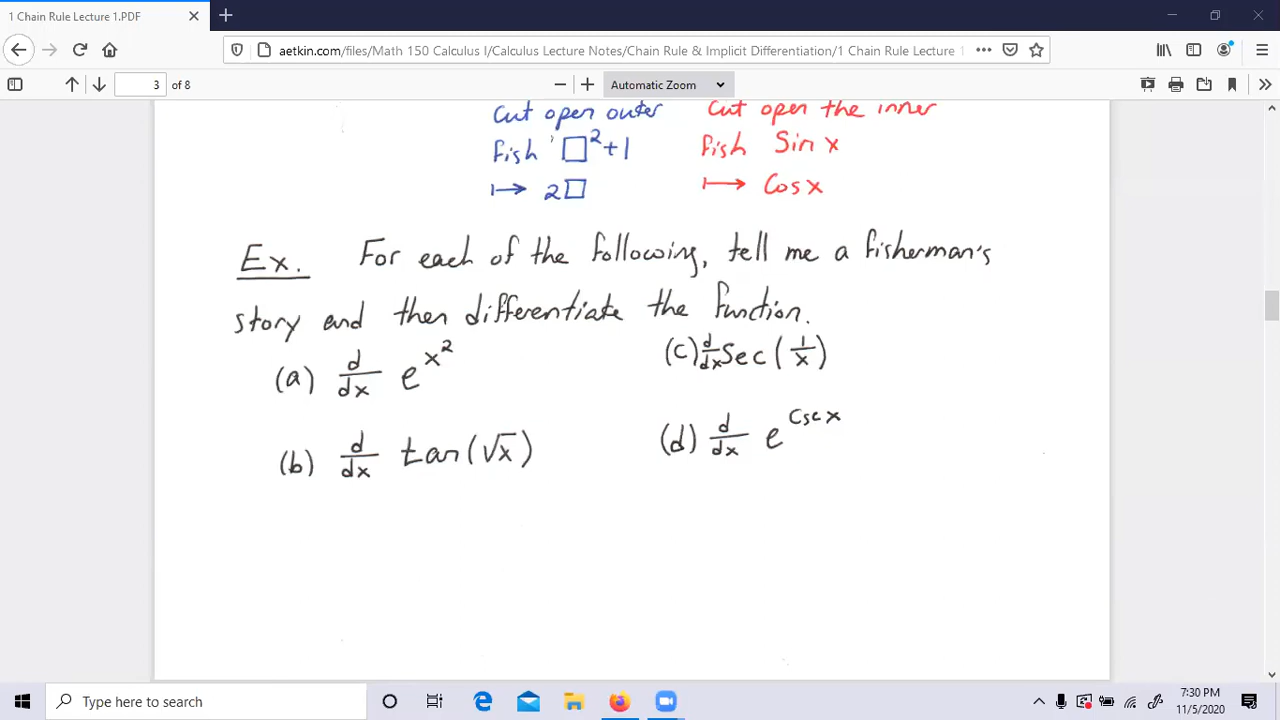 1 Chain Rule Lecture 1.PDF
aetkin.com/files/Math 150 Calculus I/Calculus Lecture Notes/Chain Rule & Implicit Differentiation/1 Chain Rule Lecture 1
3 of 8
Automatic Zoom
Cut open outer
Fish □²+1
↦ 2□
Cut open the inner
Fish Sin x
↦ Cos x
Ex. For each of the following, tell me a fisherman's
story and then differentiate the function.
(a) d/dx e^x²
(c) d/dx Sec(1/x)
(b) d/dx tan(√x)
(d) d/dx e^Csc x
Type here to search
7:30 PM
11/5/2020